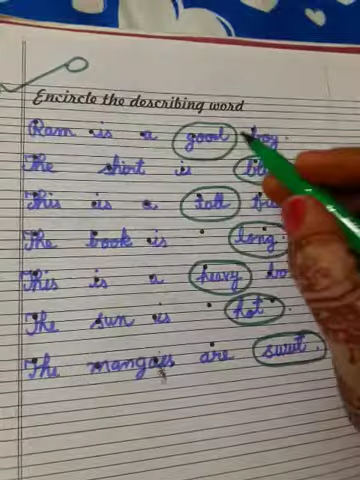 Encircle the describing word
Ram is a good boy.
The shirt is
This is a tall
The book is long.
This is a heavy
The sun is hot.
The mangoes are sweet.